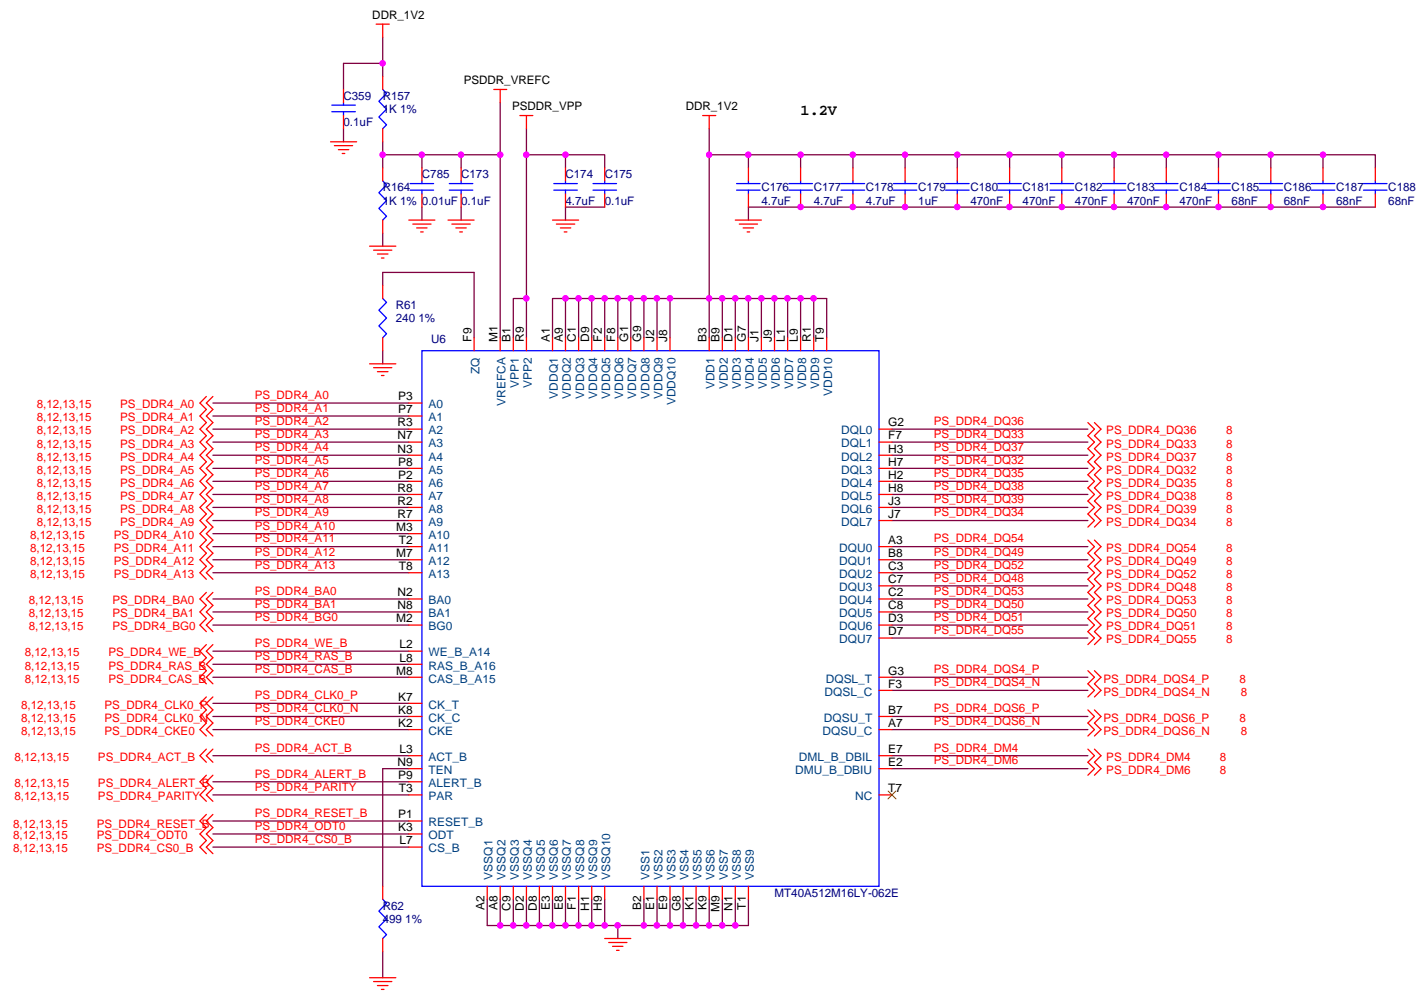 DDR_1V2
PSDDR_VREFC
C359
0.1uF
R157
1K 1%
PSDDR_VPP
DDR_1V2
1.2V
R164
1K 1%
C785
0.01uF
C173
0.1uF
C174
4.7uF
C175
0.1uF
C176 C177 C178 C179 C180 C181 C182 C183 C184 C185 C186 C187 C188
4.7uF 4.7uF 4.7uF 1uF 470nF 470nF 470nF 470nF 470nF 68nF 68nF 68nF 68nF
R61
240 1%
U6
F9 M1 B1 R9 A1 A9 C1 D9 F2 F8 G1 G9 J2 J8 B3 B9 D1 G7 J1 J9 L1 L9 R1 T9
ZQ VREFCA VPP1 VPP2 VDDQ1 VDDQ2 VDDQ3 VDDQ4 VDDQ5 VDDQ6 VDDQ7 VDDQ8 VDDQ9 VDDQ10 VDD1 VDD2 VDD3 VDD4 VDD5 VDD6 VDD7 VDD8 VDD9 VDD10
8,12,13,15 PS_DDR4_A0 PS_DDR4_A0 P3 A0
8,12,13,15 PS_DDR4_A1 PS_DDR4_A1 P7 A1
8,12,13,15 PS_DDR4_A2 PS_DDR4_A2 R3 A2
8,12,13,15 PS_DDR4_A3 PS_DDR4_A3 N7 A3
8,12,13,15 PS_DDR4_A4 PS_DDR4_A4 N3 A4
8,12,13,15 PS_DDR4_A5 PS_DDR4_A5 P8 A5
8,12,13,15 PS_DDR4_A6 PS_DDR4_A6 P2 A6
8,12,13,15 PS_DDR4_A7 PS_DDR4_A7 R8 A7
8,12,13,15 PS_DDR4_A8 PS_DDR4_A8 R2 A8
8,12,13,15 PS_DDR4_A9 PS_DDR4_A9 R7 A9
8,12,13,15 PS_DDR4_A10 PS_DDR4_A10 M3 A10
8,12,13,15 PS_DDR4_A11 PS_DDR4_A11 T2 A11
8,12,13,15 PS_DDR4_A12 PS_DDR4_A12 M7 A12
8,12,13,15 PS_DDR4_A13 PS_DDR4_A13 T8 A13
8,12,13,15 PS_DDR4_BA0 PS_DDR4_BA0 N2 BA0
8,12,13,15 PS_DDR4_BA1 PS_DDR4_BA1 N8 BA1
8,12,13,15 PS_DDR4_BG0 PS_DDR4_BG0 M2 BG0
8,12,13,15 PS_DDR4_WE_B PS_DDR4_WE_B L2 WE_B_A14
8,12,13,15 PS_DDR4_RAS_B PS_DDR4_RAS_B L8 RAS_B_A16
8,12,13,15 PS_DDR4_CAS_B PS_DDR4_CAS_B M8 CAS_B_A15
8,12,13,15 PS_DDR4_CLK0_P PS_DDR4_CLK0_P K7 CK_T
8,12,13,15 PS_DDR4_CLK0_N PS_DDR4_CLK0_N K8 CK_C
8,12,13,15 PS_DDR4_CKE0 PS_DDR4_CKE0 K2 CKE
8,12,13,15 PS_DDR4_ACT_B PS_DDR4_ACT_B L3 ACT_B
N9 TEN
8,12,13,15 PS_DDR4_ALERT_B PS_DDR4_ALERT_B P9 ALERT_B
8,12,13,15 PS_DDR4_PARITY PS_DDR4_PARITY T3 PAR
8,12,13,15 PS_DDR4_RESET_B PS_DDR4_RESET_B P1 RESET_B
8,12,13,15 PS_DDR4_ODT0 PS_DDR4_ODT0 K3 ODT
8,12,13,15 PS_DDR4_CS0_B PS_DDR4_CS0_B L7 CS_B
DQL0 G2 PS_DDR4_DQ36 PS_DDR4_DQ36 8
DQL1 F7 PS_DDR4_DQ33 PS_DDR4_DQ33 8
DQL2 H3 PS_DDR4_DQ37 PS_DDR4_DQ37 8
DQL3 H7 PS_DDR4_DQ32 PS_DDR4_DQ32 8
DQL4 H2 PS_DDR4_DQ35 PS_DDR4_DQ35 8
DQL5 H8 PS_DDR4_DQ38 PS_DDR4_DQ38 8
DQL6 J3 PS_DDR4_DQ39 PS_DDR4_DQ39 8
DQL7 J7 PS_DDR4_DQ34 PS_DDR4_DQ34 8
DQU0 A3 PS_DDR4_DQ54 PS_DDR4_DQ54 8
DQU1 B8 PS_DDR4_DQ49 PS_DDR4_DQ49 8
DQU2 C3 PS_DDR4_DQ52 PS_DDR4_DQ52 8
DQU3 C7 PS_DDR4_DQ48 PS_DDR4_DQ48 8
DQU4 C2 PS_DDR4_DQ53 PS_DDR4_DQ53 8
DQU5 C8 PS_DDR4_DQ50 PS_DDR4_DQ50 8
DQU6 D3 PS_DDR4_DQ51 PS_DDR4_DQ51 8
DQU7 D7 PS_DDR4_DQ55 PS_DDR4_DQ55 8
DQSL_T G3 PS_DDR4_DQS4_P PS_DDR4_DQS4_P 8
DQSL_C F3 PS_DDR4_DQS4_N PS_DDR4_DQS4_N 8
DQSU_T B7 PS_DDR4_DQS6_P PS_DDR4_DQS6_P 8
DQSU_C A7 PS_DDR4_DQS6_N PS_DDR4_DQS6_N 8
DML_B_DBIL E7 PS_DDR4_DM4 PS_DDR4_DM4 8
DMU_B_DBIU E2 PS_DDR4_DM6 PS_DDR4_DM6 8
NC T7
VSSQ1 VSSQ2 VSSQ3 VSSQ4 VSSQ5 VSSQ6 VSSQ7 VSSQ8 VSSQ9 VSSQ10 VSS1 VSS2 VSS3 VSS4 VSS5 VSS6 VSS7 VSS8 VSS9
MT40A512M16LY-062E
A2 A8 C9 D2 D8 E3 E8 F1 H1 H9 B2 E1 E9 G8 K1 K9 M9 N1 T1
R62
499 1%